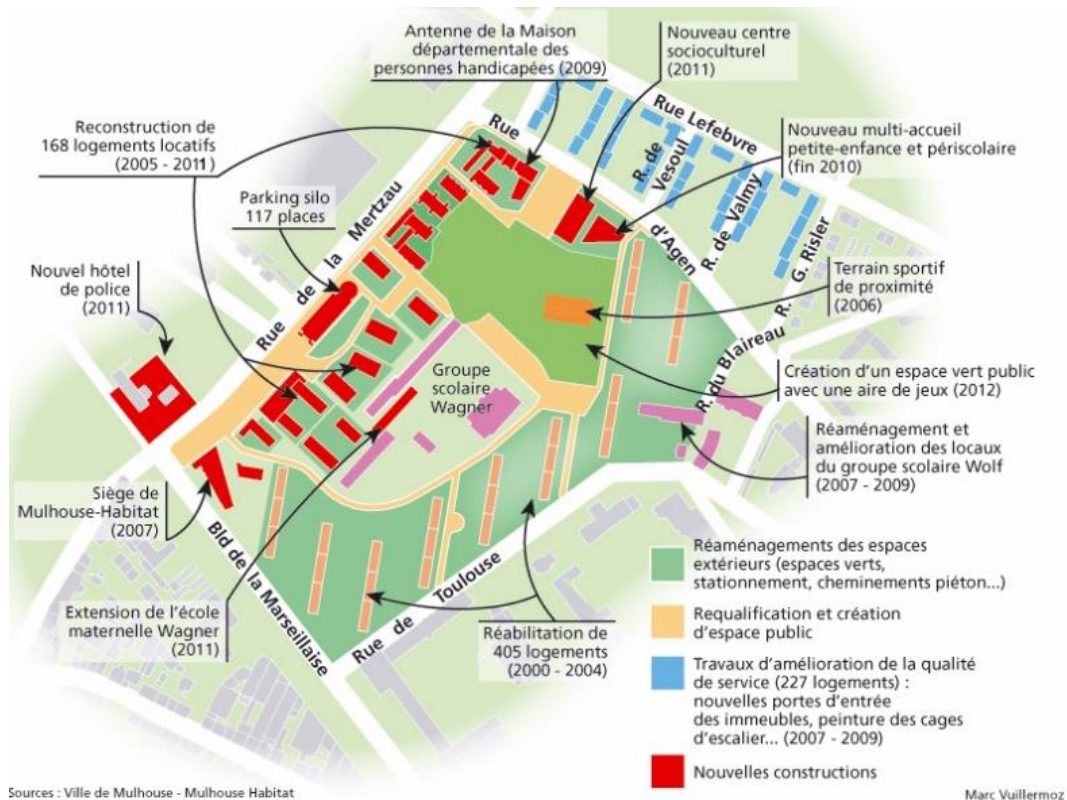 Antenne de la Maison
départementale des
personnes handicapées (2009)
Nouveau centre
socioculturel
(2011)
Reconstruction de
168 logements locatifs
(2005 - 2011)
Nouveau multi-accueil
petite-enfance et périscolaire
(fin 2010)
Parking silo
117 places
Nouvel hôtel
de police
(2011)
Terrain sportif
de proximité
(2006)
Groupe
scolaire
Wagner
Création d'un espace vert public
avec une aire de jeux (2012)
Réaménagement et
amélioration des locaux
du groupe scolaire Wolf
(2007 - 2009)
Siège de
Mulhouse-Habitat
(2007)
Extension de l'école
maternelle Wagner
(2011)
Réabilitation de
405 logements
(2000 - 2004)
Rue Lefebvre
Rue d'Agen
R. de Vesoul
R. de Valmy
R. G. Risler
R. du Blaireau
Rue de la Mertzau
Bld de la Marseillaise
Rue de Toulouse
Réaménagements des espaces
extérieurs (espaces verts,
stationnement, cheminements piéton...)
Requalification et création
d'espace public
Travaux d'amélioration de la qualité
de service (227 logements) :
nouvelles portes d'entrée
des immeubles, peinture des cages
d'escalier... (2007 - 2009)
Nouvelles constructions
Sources : Ville de Mulhouse - Mulhouse Habitat
Marc Vuillermoz